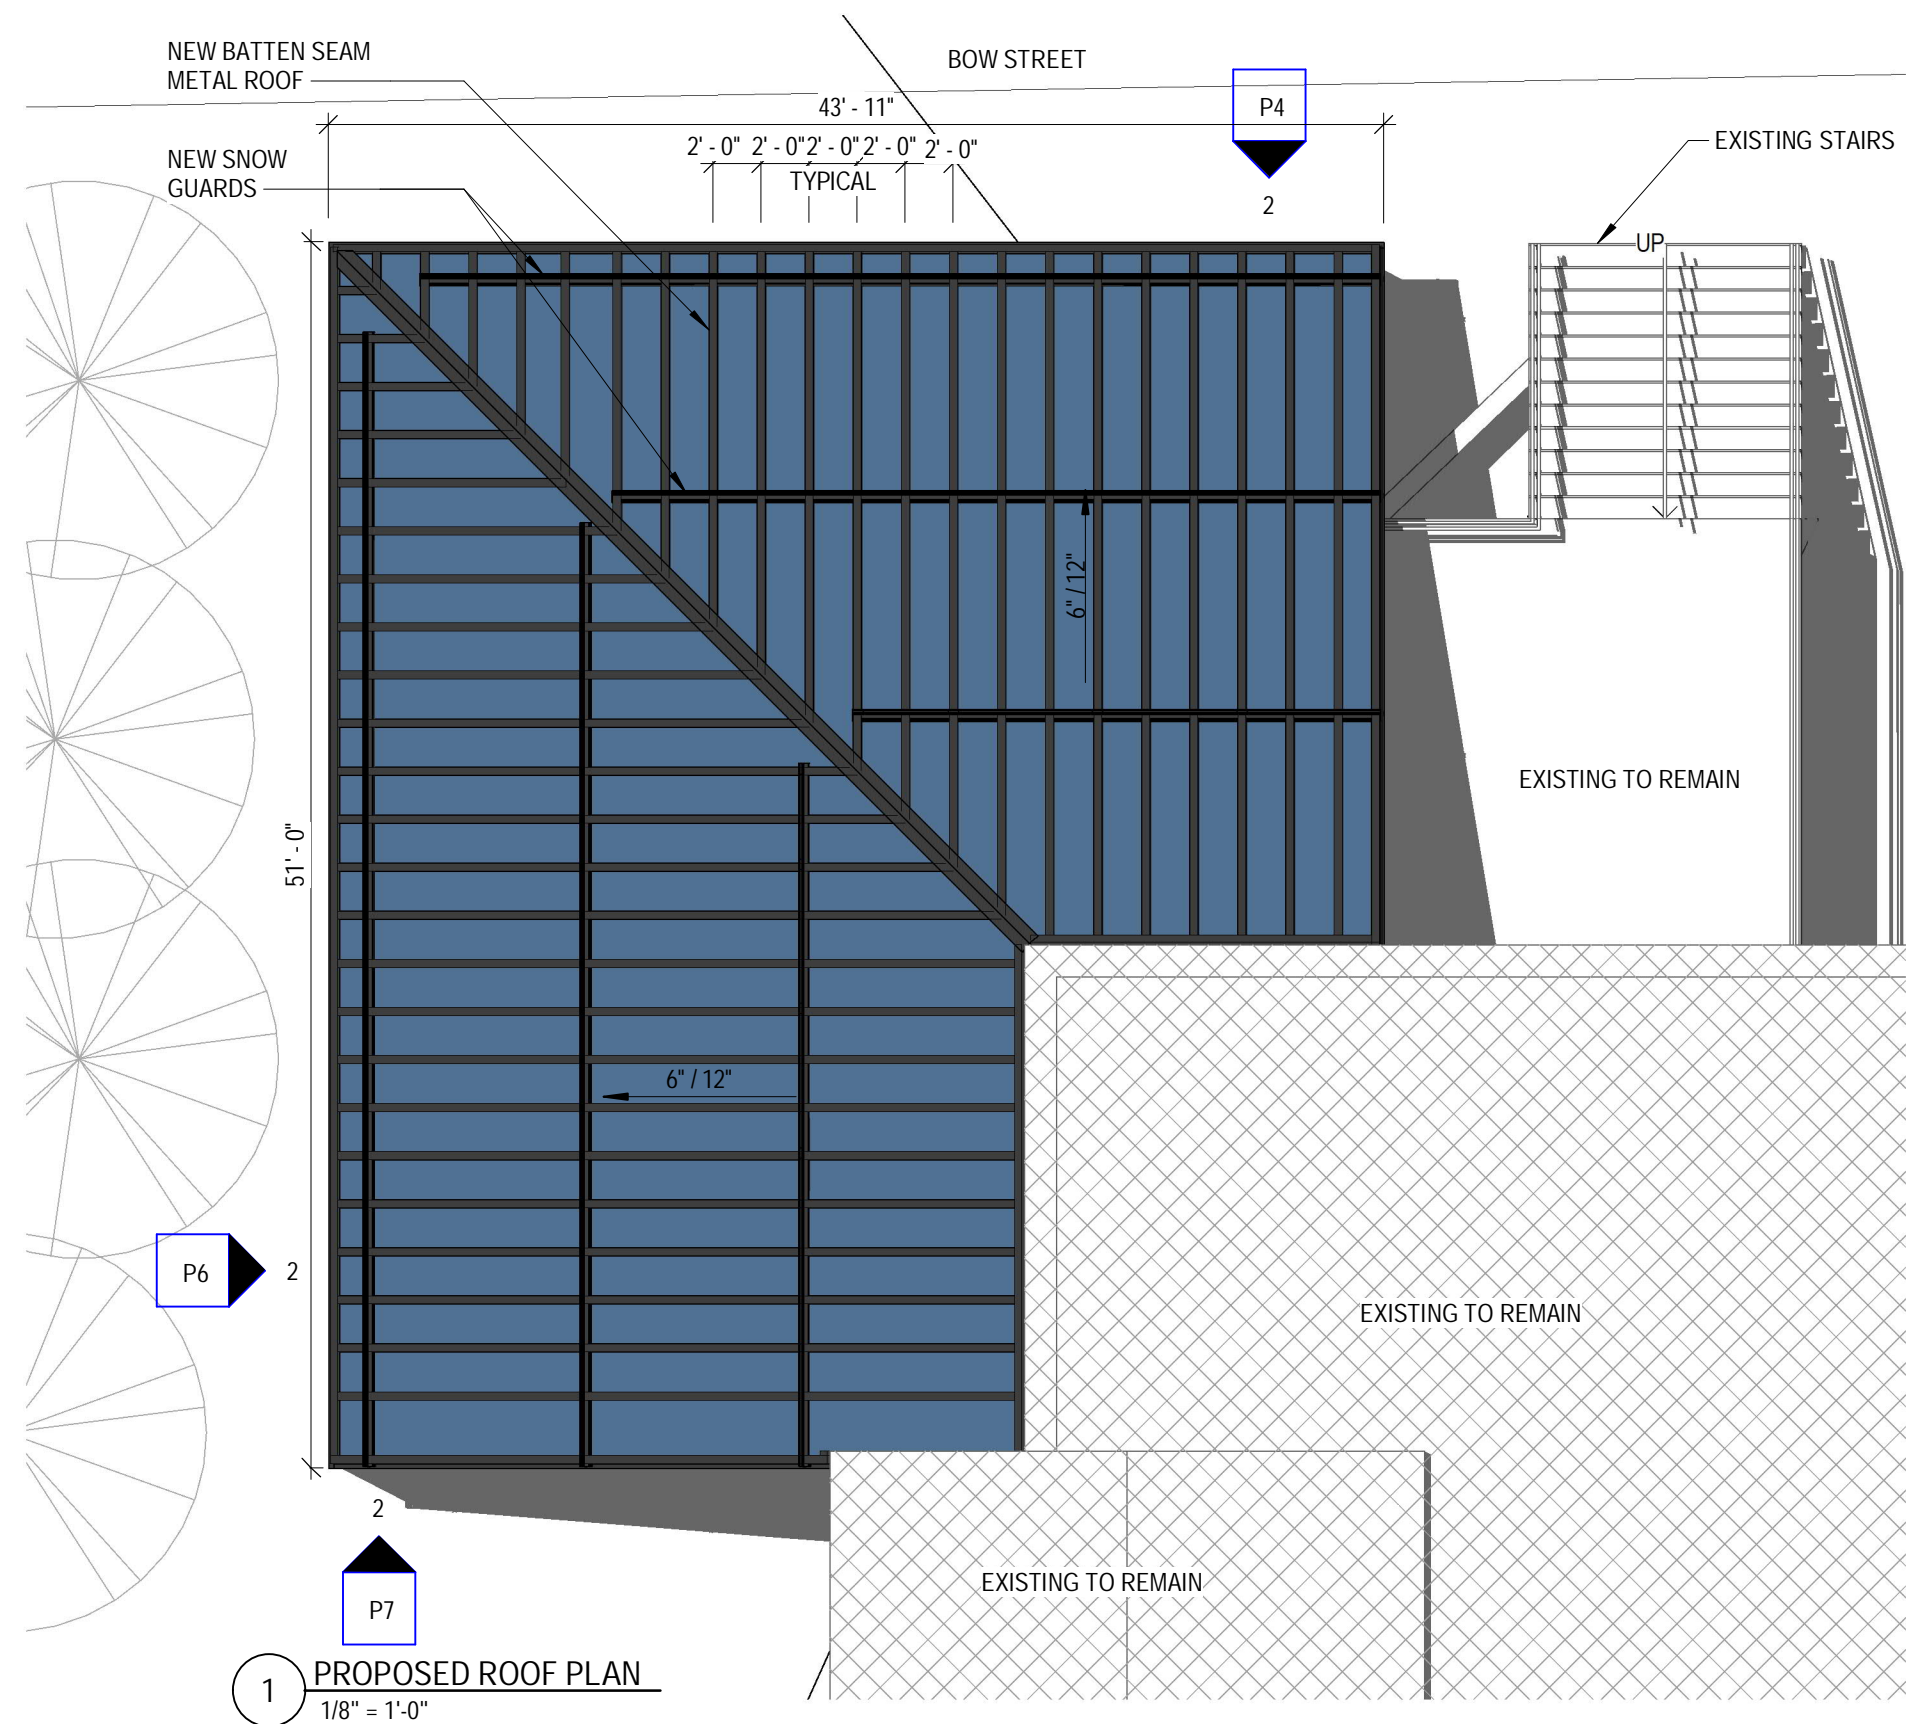 NEW BATTEN SEAM
METAL ROOF
BOW STREET
43' - 11"
P4
2
2' - 0" 2' - 0" 2' - 0" 2' - 0" 2' - 0"
TYPICAL
EXISTING STAIRS
NEW SNOW
GUARDS
UP
6" / 12"
EXISTING TO REMAIN
51' - 0"
6" / 12"
P6
2
EXISTING TO REMAIN
2
P7
EXISTING TO REMAIN
1
PROPOSED ROOF PLAN
1/8" = 1'-0"